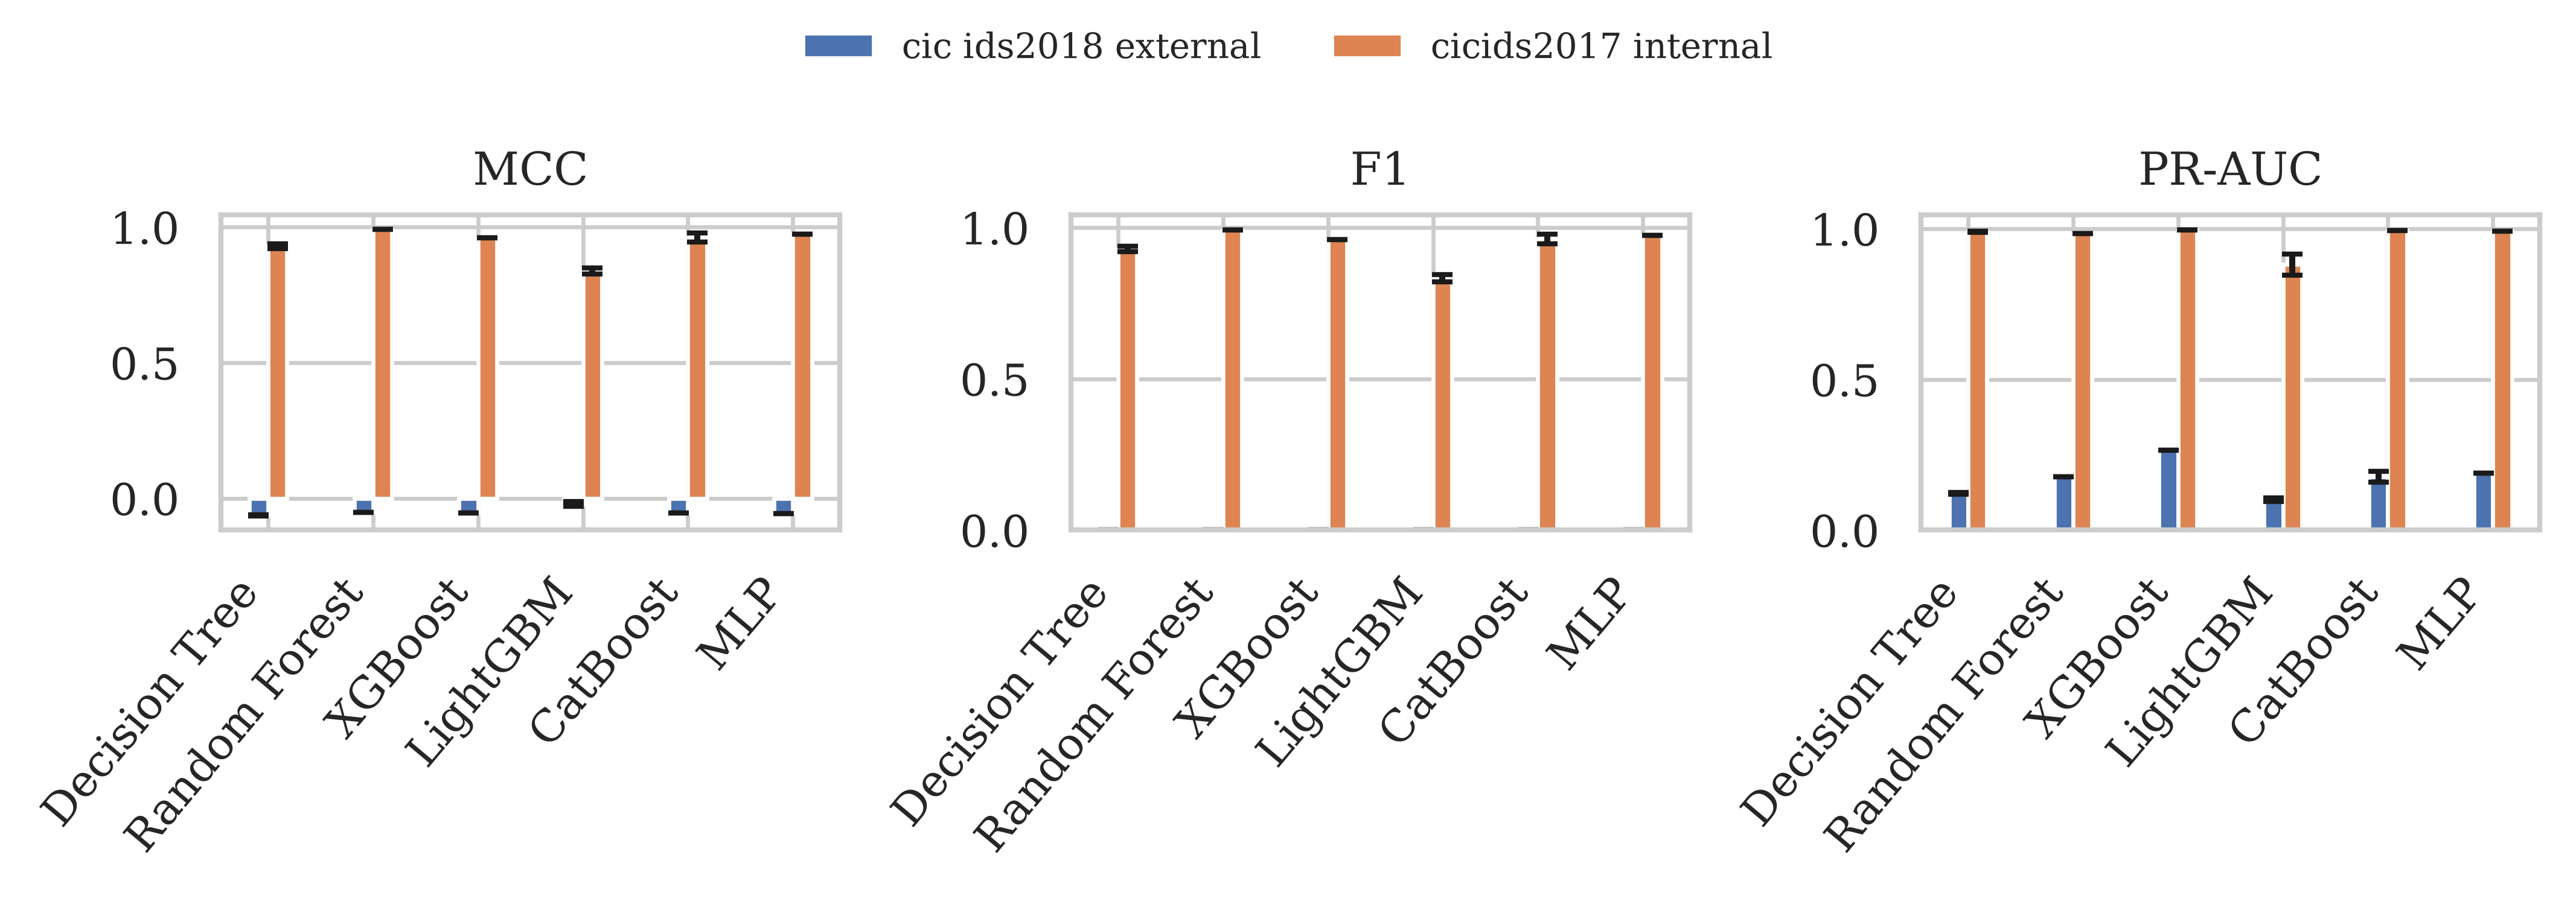 cic ids2018 external
cicids2017 internal
MCC
F1
PR-AUC
1.0
0.5
0.0
1.0
0.5
0.0
1.0
0.5
0.0
Decision Tree
Random Forest
XGBoost
LightGBM
CatBoost
MLP
Decision Tree
Random Forest
XGBoost
LightGBM
CatBoost
MLP
Decision Tree
Random Forest
XGBoost
LightGBM
CatBoost
MLP